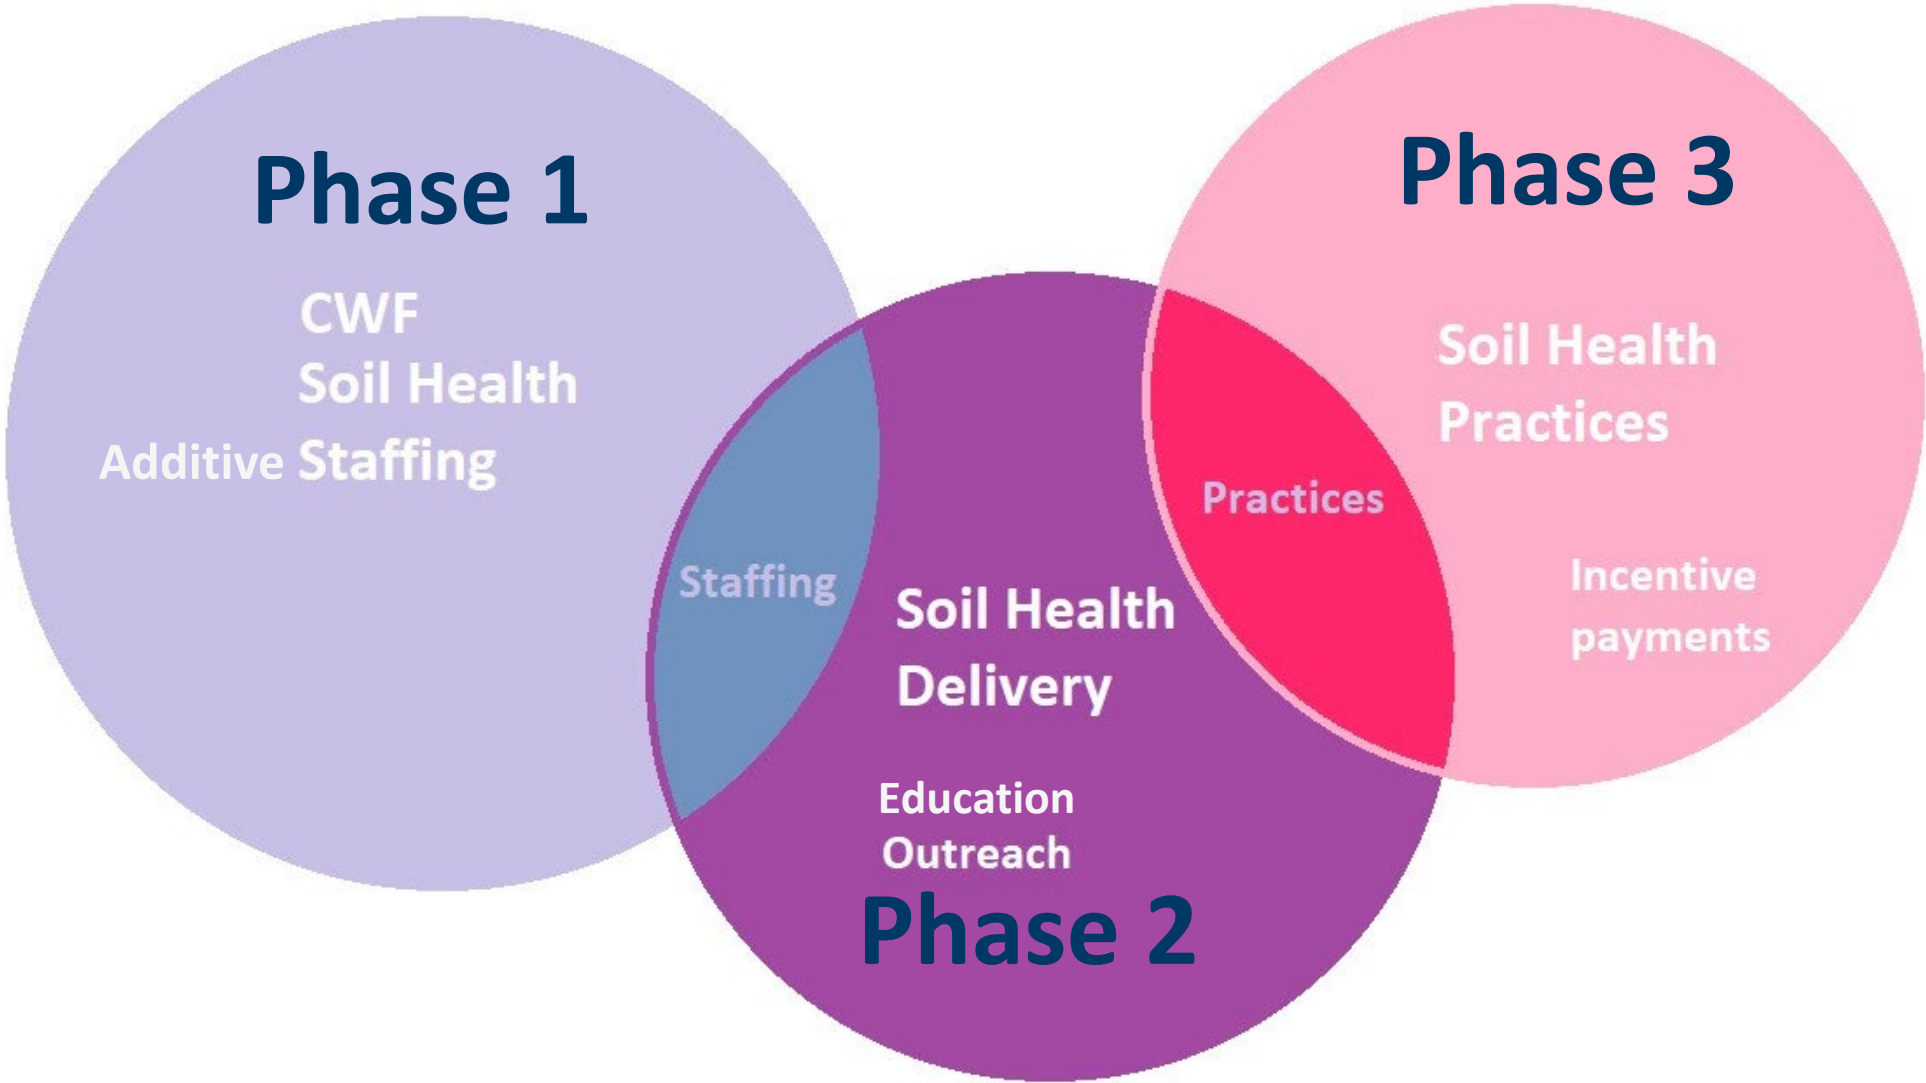 Phase 1
CWF
Soil Health
Additive Staffing
Staffing
Soil Health
Delivery
Education
Outreach
Phase 2
Practices
Phase 3
Soil Health
Practices
Incentive
payments